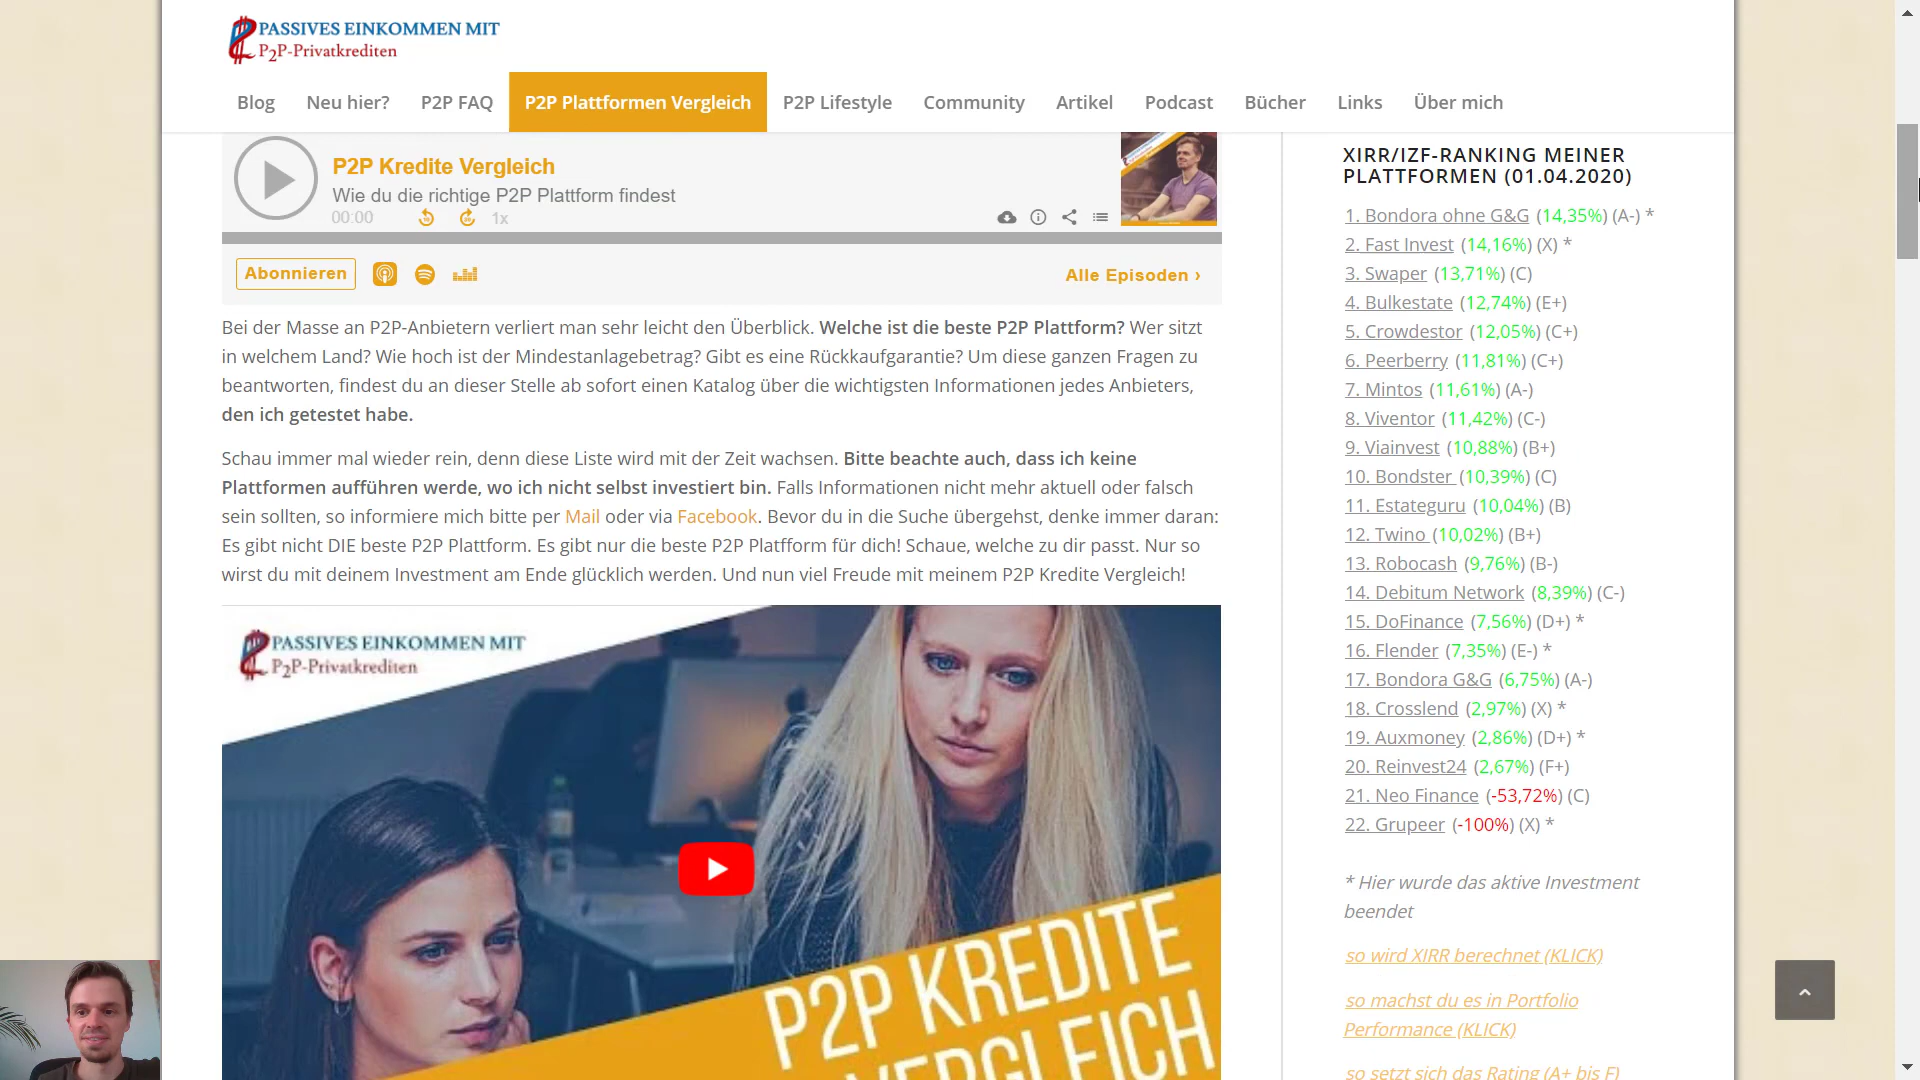 PASSIVES EINKOMMEN MIT
P2P-Privatkrediten
Blog Neu hier? P2P FAQ P2P Plattformen Vergleich P2P Lifestyle Community Artikel Podcast Bücher Links Über mich
P2P Kredite Vergleich
Wie du die richtige P2P Plattform findest
00:00 1x
Abonnieren
Alle Episoden ›
Bei der Masse an P2P-Anbietern verliert man sehr leicht den Überblick. Welche ist die beste P2P Plattform? Wer sitzt
in welchem Land? Wie hoch ist der Mindestanlagebetrag? Gibt es eine Rückkaufgarantie? Um diese ganzen Fragen zu
beantworten, findest du an dieser Stelle ab sofort einen Katalog über die wichtigsten Informationen jedes Anbieters,
den ich getestet habe.
Schau immer mal wieder rein, denn diese Liste wird mit der Zeit wachsen. Bitte beachte auch, dass ich keine
Plattformen aufführen werde, wo ich nicht selbst investiert bin. Falls Informationen nicht mehr aktuell oder falsch
sein sollten, so informiere mich bitte per Mail oder via Facebook. Bevor du in die Suche übergehst, denke immer daran:
Es gibt nicht DIE beste P2P Plattform. Es gibt nur die beste P2P Platfform für dich! Schaue, welche zu dir passt. Nur so
wirst du mit deinem Investment am Ende glücklich werden. Und nun viel Freude mit meinem P2P Kredite Vergleich!
PASSIVES EINKOMMEN MIT
P2P-Privatkrediten
P2P KREDITE
VERGLEICH
XIRR/IZF-RANKING MEINER
PLATTFORMEN (01.04.2020)
1. Bondora ohne G&G (14,35%) (A-) *
2. Fast Invest (14,16%) (X) *
3. Swaper (13,71%) (C)
4. Bulkestate (12,74%) (E+)
5. Crowdestor (12,05%) (C+)
6. Peerberry (11,81%) (C+)
7. Mintos (11,61%) (A-)
8. Viventor (11,42%) (C-)
9. Viainvest (10,88%) (B+)
10. Bondster (10,39%) (C)
11. Estateguru (10,04%) (B)
12. Twino (10,02%) (B+)
13. Robocash (9,76%) (B-)
14. Debitum Network (8,39%) (C-)
15. DoFinance (7,56%) (D+) *
16. Flender (7,35%) (E-) *
17. Bondora G&G (6,75%) (A-)
18. Crosslend (2,97%) (X) *
19. Auxmoney (2,86%) (D+) *
20. Reinvest24 (2,67%) (F+)
21. Neo Finance (-53,72%) (C)
22. Grupeer (-100%) (X) *
* Hier wurde das aktive Investment
beendet
so wird XIRR berechnet (KLICK)
so machst du es in Portfolio
Performance (KLICK)
so setzt sich das Rating (A+ bis F)